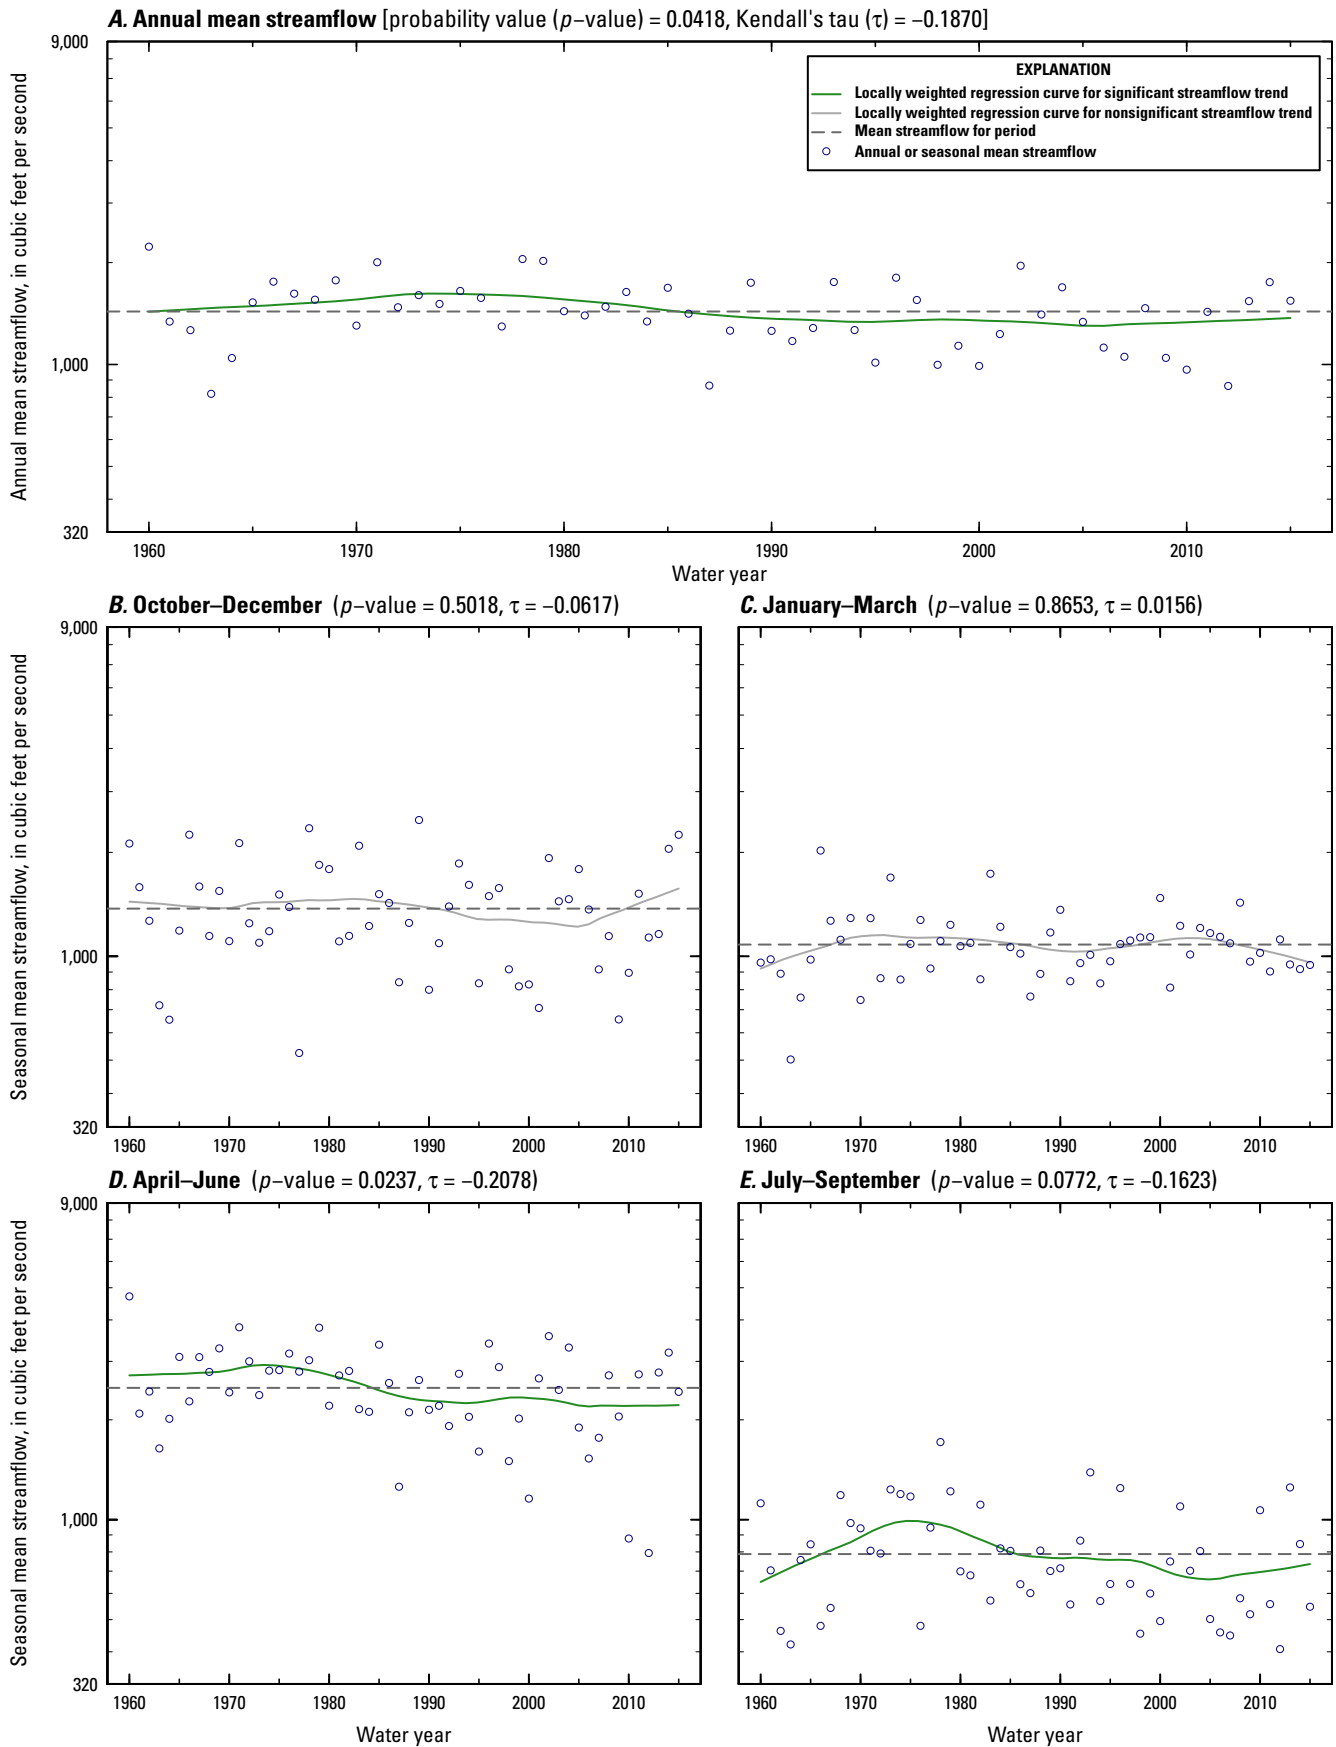 A. Annual mean streamflow [probability value (p−value) = 0.0418, Kendall's tau (τ) = −0.1870]
9,000
1,000
320
Annual mean streamflow, in cubic feet per second
EXPLANATION
Locally weighted regression curve for significant streamflow trend
Locally weighted regression curve for nonsignificant streamflow trend
Mean streamflow for period
Annual or seasonal mean streamflow
1960 1970 1980 1990 2000 2010
Water year
B. October–December (p−value = 0.5018, τ = −0.0617)
9,000
1,000
320
Seasonal mean streamflow, in cubic feet per second
1960 1970 1980 1990 2000 2010
C. January–March (p−value = 0.8653, τ = 0.0156)
1960 1970 1980 1990 2000 2010
D. April–June (p−value = 0.0237, τ = −0.2078)
9,000
1,000
320
Seasonal mean streamflow, in cubic feet per second
1960 1970 1980 1990 2000 2010
Water year
E. July–September (p−value = 0.0772, τ = −0.1623)
1960 1970 1980 1990 2000 2010
Water year